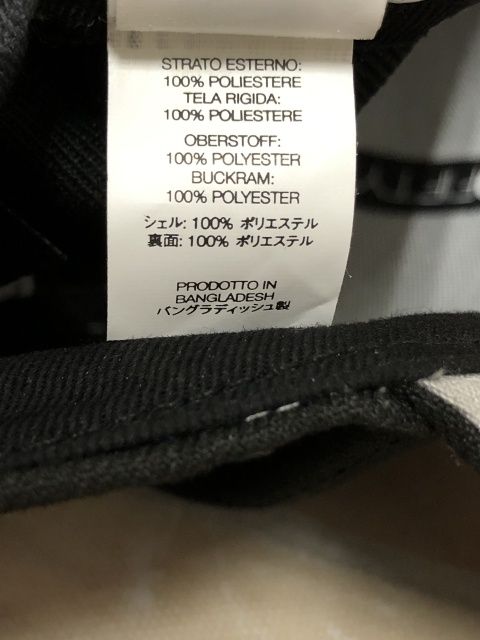 STRATO ESTERNO:
100% POLIESTERE
TELA RIGIDA:
100% POLIESTERE
OBERSTOFF:
100% POLYESTER
BUCKRAM:
100% POLYESTER
シェル: 100% ポリエステル
裏面: 100% ポリエステル
PRODOTTO IN
BANGLADESH
バングラディッシュ製